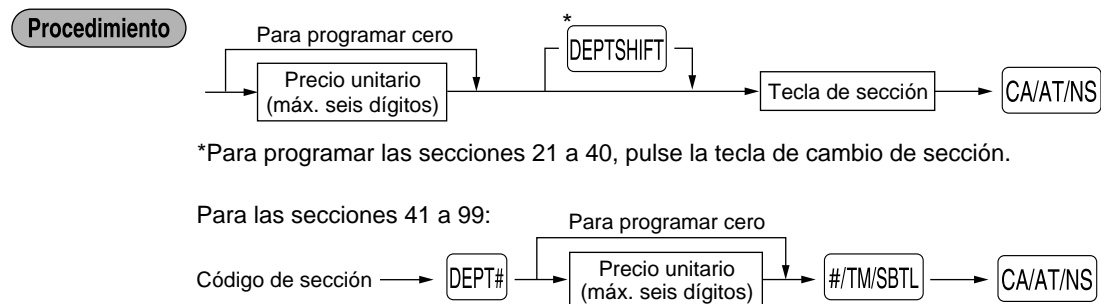 Procedimiento
Para programar cero
*
DEPTSHIFT
Precio unitario
(máx. seis dígitos)
Tecla de sección
CA/AT/NS
*Para programar las secciones 21 a 40, pulse la tecla de cambio de sección.
Para las secciones 41 a 99:
Para programar cero
Código de sección
DEPT#
Precio unitario
(máx. seis dígitos)
#/TM/SBTL
CA/AT/NS